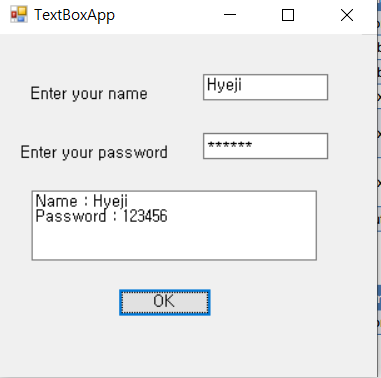 TextBoxApp
Enter your name
Hyeji
Enter your password
******
Name : Hyeji
Password : 123456
OK